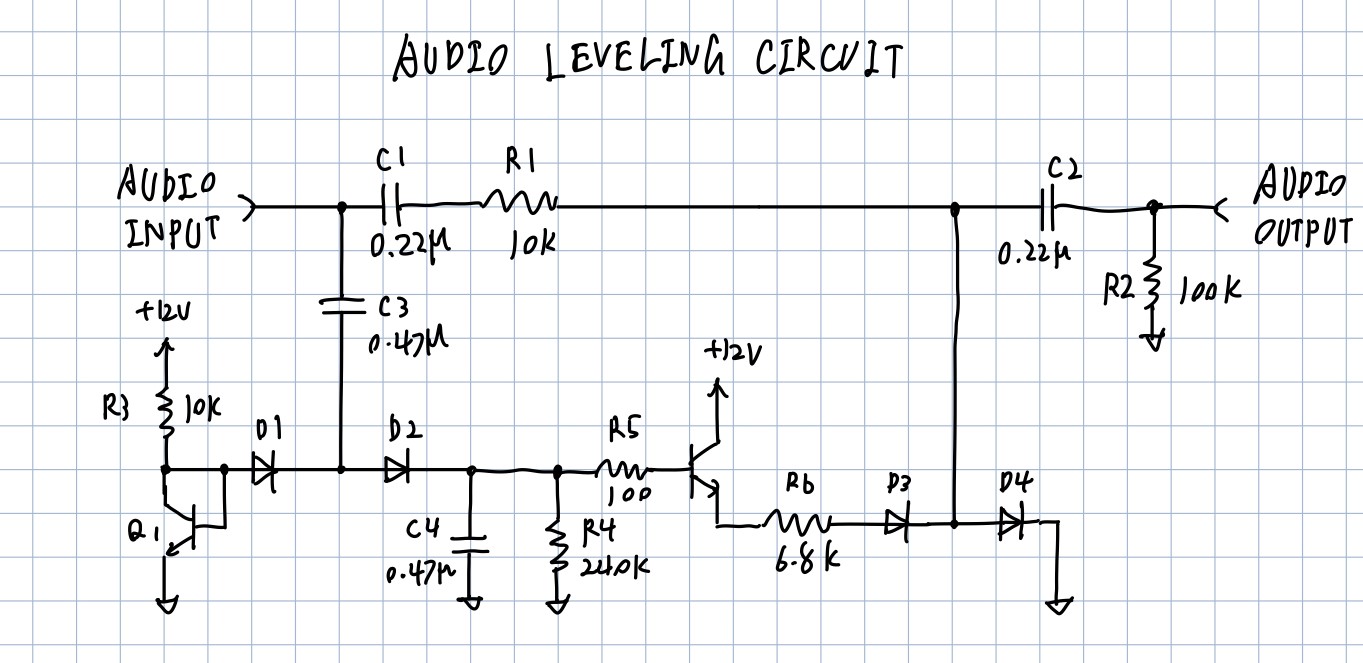 AUDIO LEVELING CIRCUIT
C1
R1
C2
AUDIO
INPUT
AUDIO
OUTPUT
0.22μ
10K
0.22μ
R2
100K
+12V
C3
0.47μ
+12V
R3
10K
D1
D2
R5
100
R6
D3
D4
Q1
C4
R4
6.8K
0.47μ
240K